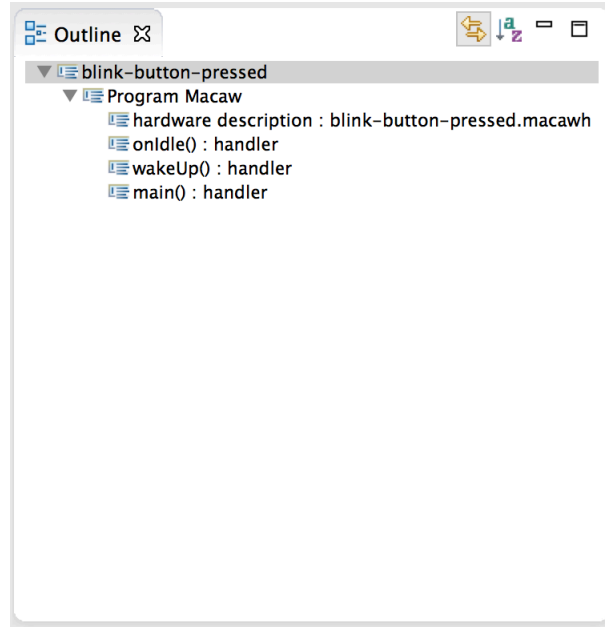 Outline
blink-button-pressed
Program Macaw
hardware description : blink-button-pressed.macawh
onIdle() : handler
wakeUp() : handler
main() : handler